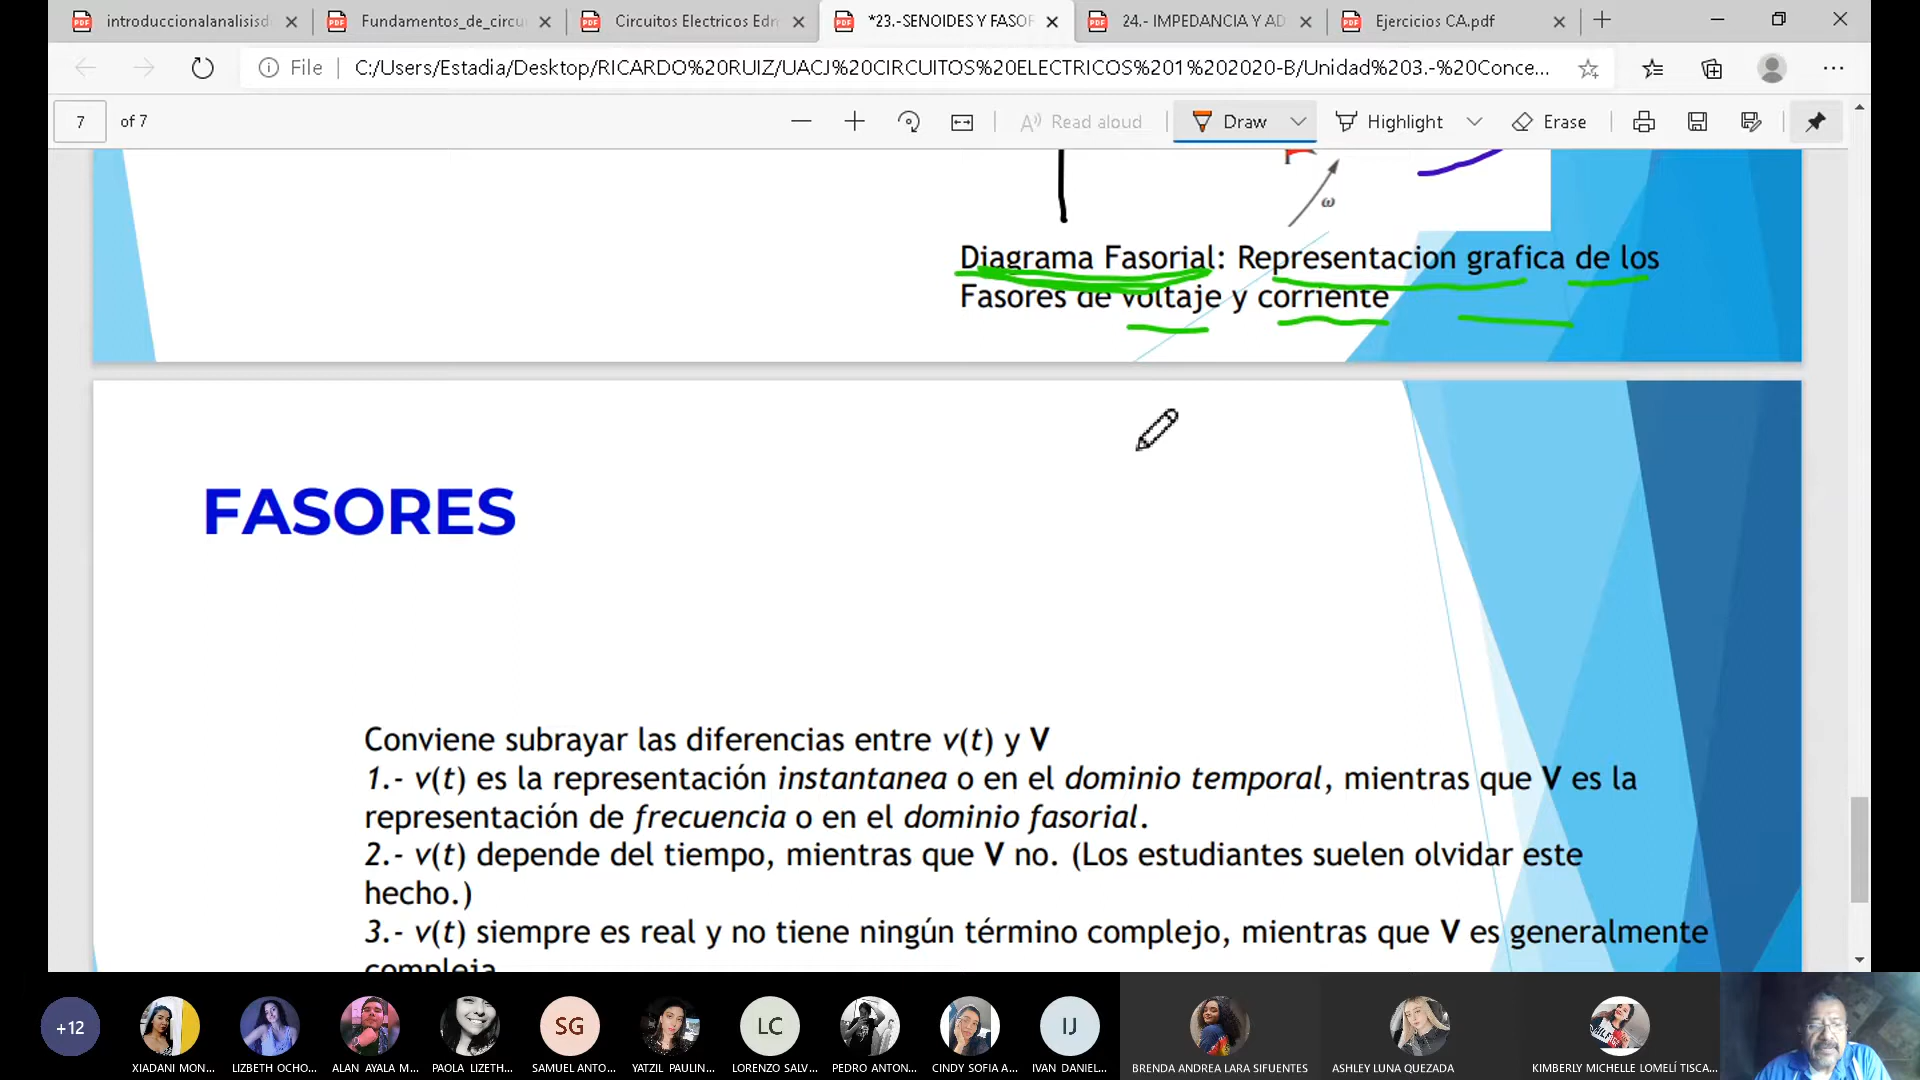 introduccionalanalisisd
Fundamentos_de_circu
Circuitos Electricos Edm
*23.-SENOIDES Y FASOR
24.- IMPEDANCIA Y AD
Ejercicios CA.pdf
File
C:/Users/Estadia/Desktop/RICARDO%20RUIZ/UACJ%20CIRCUITOS%20ELECTRICOS%201%202020-B/Unidad%203.-%20Conce...
7 of 7
Read aloud
Draw
Highlight
Erase
ω
Diagrama Fasorial: Representacion grafica de los
Fasores de voltaje y corriente
FASORES
Conviene subrayar las diferencias entre v(t) y V
1.- v(t) es la representación instantanea o en el dominio temporal, mientras que V es la
representación de frecuencia o en el dominio fasorial.
2.- v(t) depende del tiempo, mientras que V no. (Los estudiantes suelen olvidar este
hecho.)
3.- v(t) siempre es real y no tiene ningún término complejo, mientras que V es generalmente
compleja
+12
SG
LC
IJ
XIADANI MON...
LIZBETH OCHO...
ALAN AYALA M...
PAOLA LIZETH...
SAMUEL ANTO...
YATZIL PAULIN...
LORENZO SALV...
PEDRO ANTON...
CINDY SOFIA A...
IVAN DANIEL...
BRENDA ANDREA LARA SIFUENTES
ASHLEY LUNA QUEZADA
KIMBERLY MICHELLE LOMELÍ TISCA...